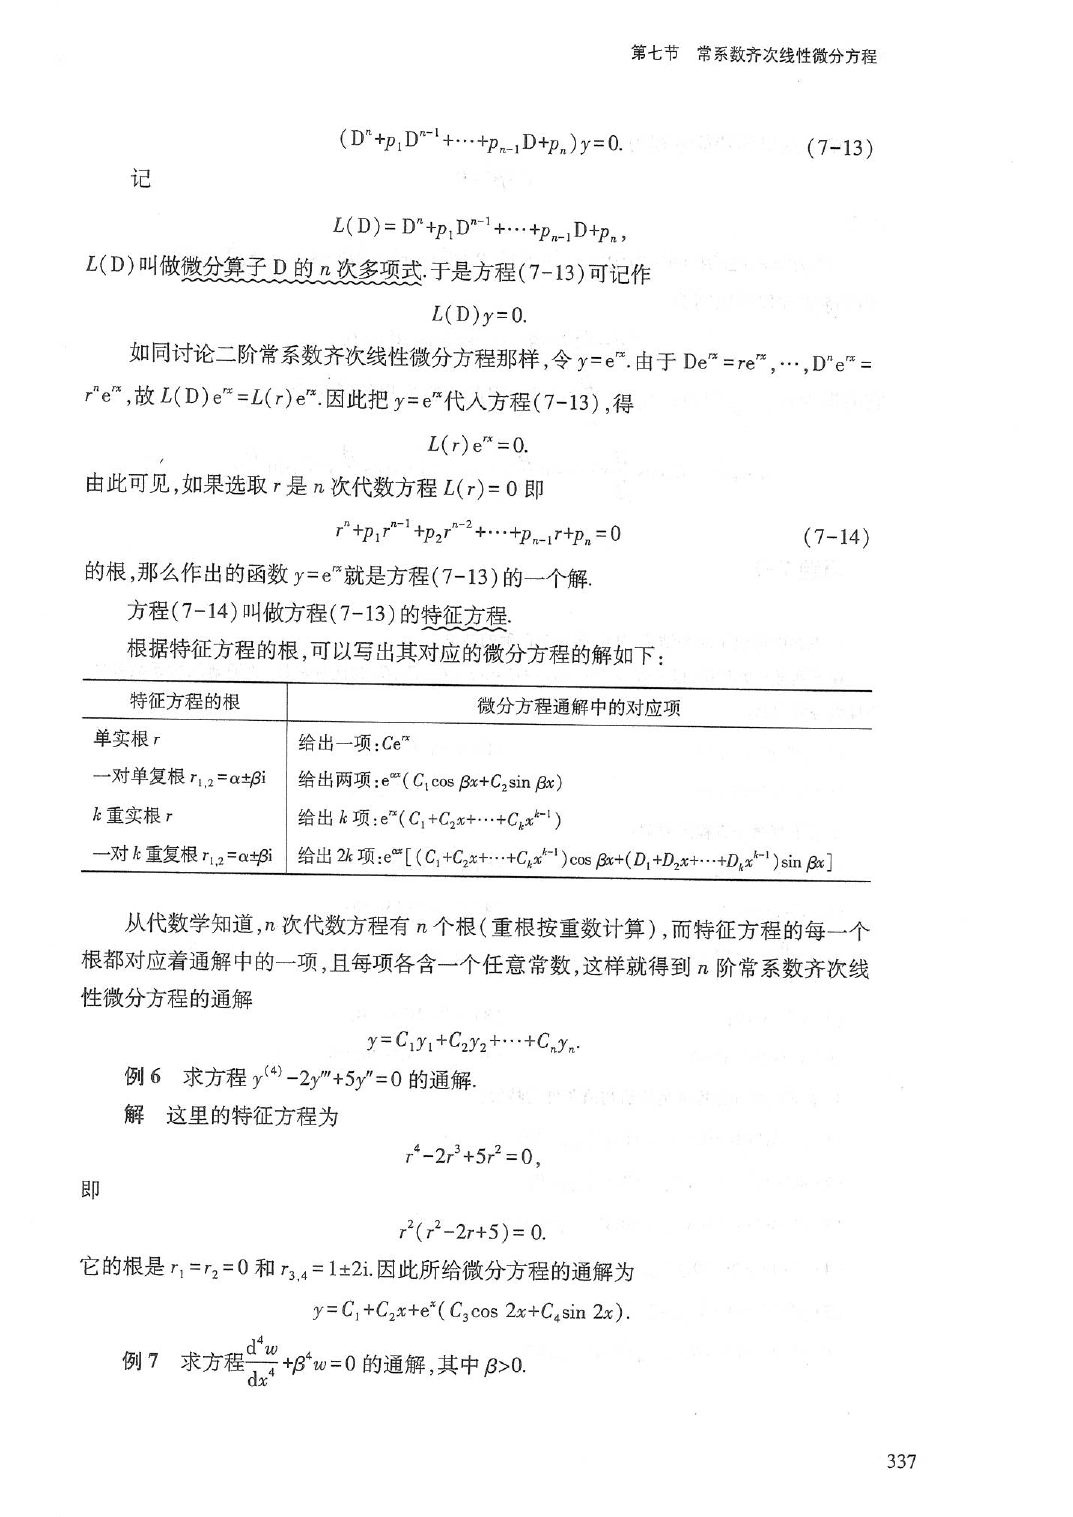 第七节 常系数齐次线性微分方程
(Dⁿ+p₁Dⁿ⁻¹+⋯+pₙ₋₁D+pₙ)y=0. (7-13)
记
L(D)=Dⁿ+p₁Dⁿ⁻¹+⋯+pₙ₋₁D+pₙ,
L(D)叫做微分算子D的n次多项式.于是方程(7-13)可记作
L(D)y=0.
如同讨论二阶常系数齐次线性微分方程那样,令y=e^{rx}.由于De^{rx}=re^{rx},⋯,Dⁿe^{rx}=
rⁿe^{rx},故L(D)e^{rx}=L(r)e^{rx}.因此把y=e^{rx}代入方程(7-13),得
L(r)e^{rx}=0.
由此可见,如果选取r是n次代数方程L(r)=0即
rⁿ+p₁rⁿ⁻¹+p₂rⁿ⁻²+⋯+pₙ₋₁r+pₙ=0 (7-14)
的根,那么作出的函数y=e^{rx}就是方程(7-13)的一个解.
方程(7-14)叫做方程(7-13)的特征方程.
根据特征方程的根,可以写出其对应的微分方程的解如下:
特征方程的根 微分方程通解中的对应项
单实根r 给出一项:Ce^{rx}
一对单复根r₁,₂=α±βi 给出两项:e^{αx}(C₁cos βx+C₂sin βx)
k重实根r 给出k项:e^{rx}(C₁+C₂x+⋯+Cₖx^{k-1})
一对k重复根r₁,₂=α±βi 给出2k项:e^{αx}[(C₁+C₂x+⋯+Cₖx^{k-1})cos βx+(D₁+D₂x+⋯+Dₖx^{k-1})sin βx]
从代数学知道,n次代数方程有n个根(重根按重数计算),而特征方程的每一个
根都对应着通解中的一项,且每项各含一个任意常数,这样就得到n阶常系数齐次线
性微分方程的通解
y=C₁y₁+C₂y₂+⋯+Cₙyₙ.
例6 求方程y⁽⁴⁾-2y‴+5y″=0的通解.
解 这里的特征方程为
r⁴-2r³+5r²=0,
即
r²(r²-2r+5)=0.
它的根是r₁=r₂=0和r₃,₄=1±2i.因此所给微分方程的通解为
y=C₁+C₂x+eˣ(C₃cos 2x+C₄sin 2x).
例7 求方程d⁴w/dx⁴+β⁴w=0的通解,其中β>0.
337